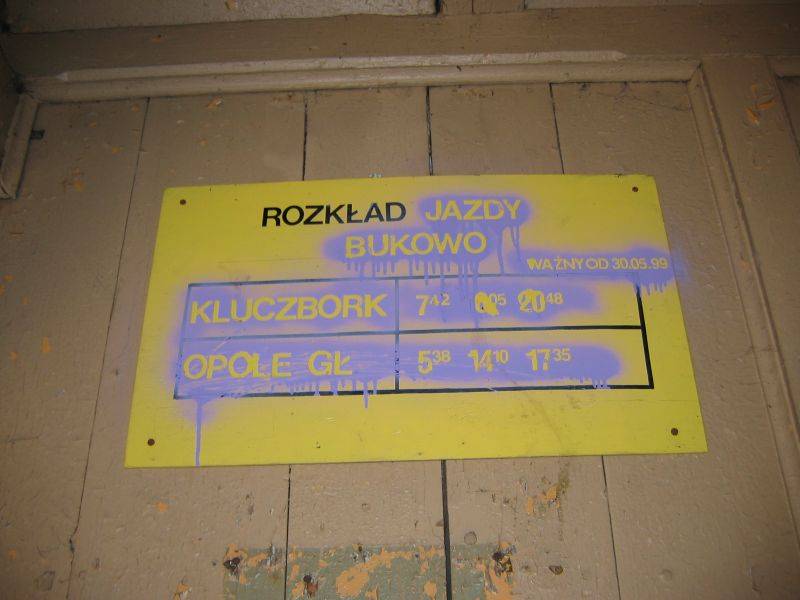 ROZKŁAD JAZDY
BUKOWO
WAŻNY OD 30.05.99
KLUCZBORK 7⁴² 20⁴⁸
OPOLE GŁ 5³⁸ 14¹⁰ 17³⁵